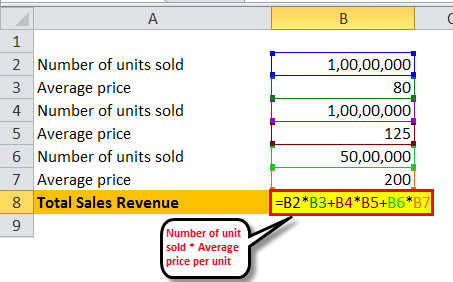 A B C
1
2 Number of units sold 1,00,00,000
3 Average price 80
4 Number of units sold 1,00,00,000
5 Average price 125
6 Number of units sold 50,00,000
7 Average price 200
8 Total Sales Revenue =B2*B3+B4*B5+B6*B7
9
Number of unit
sold * Average
price per unit